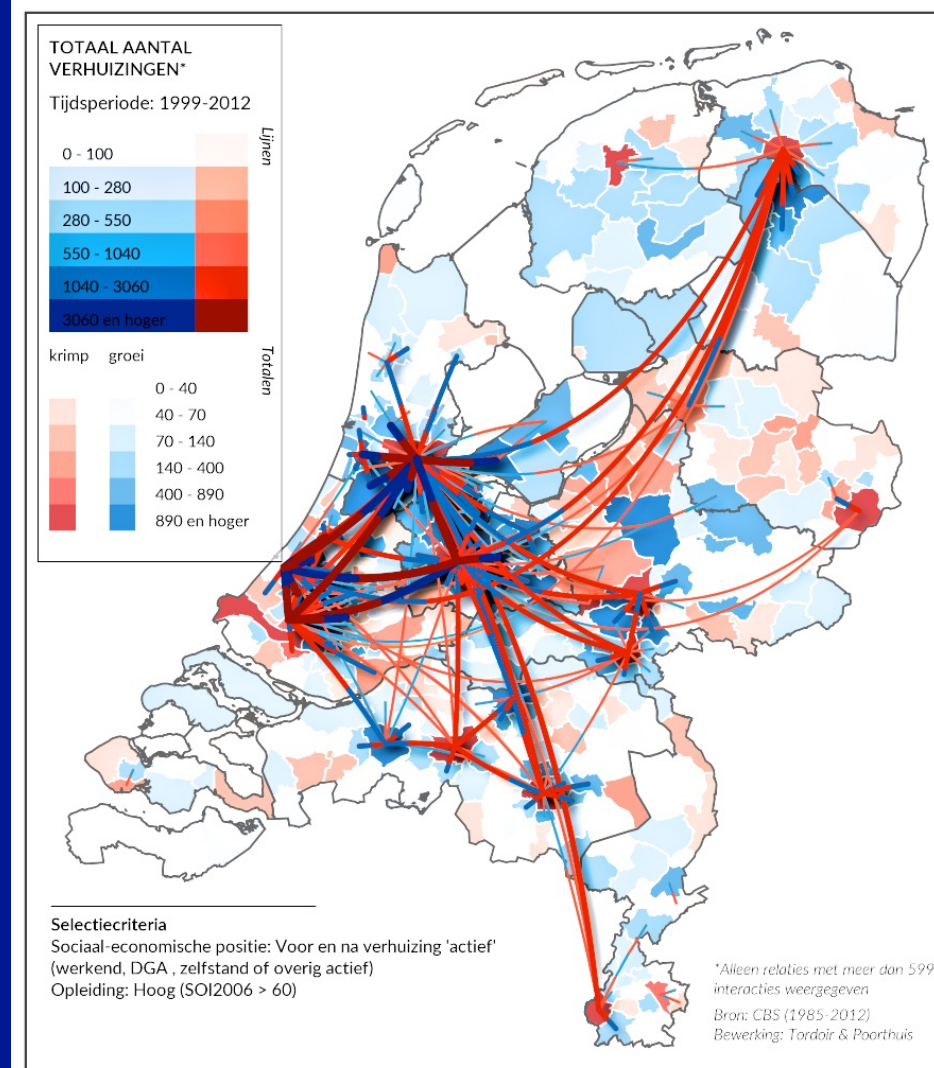 TOTAAL AANTAL
VERHUIZINGEN*
Tijdsperiode: 1999-2012
Lijnen
0 - 100
100 - 280
280 - 550
550 - 1040
1040 - 3060
3060 en hoger
Totalen
krimp groei
0 - 40
40 - 70
70 - 140
140 - 400
400 - 890
890 en hoger
Selectiecriteria
Sociaal-economische positie: Voor en na verhuizing 'actief'
(werkend, DGA , zelfstand of overig actief)
Opleiding: Hoog (SOI2006 > 60)
*Alleen relaties met meer dan 599
interacties weergegeven
Bron: CBS (1985-2012)
Bewerking: Tordoir & Poorthuis